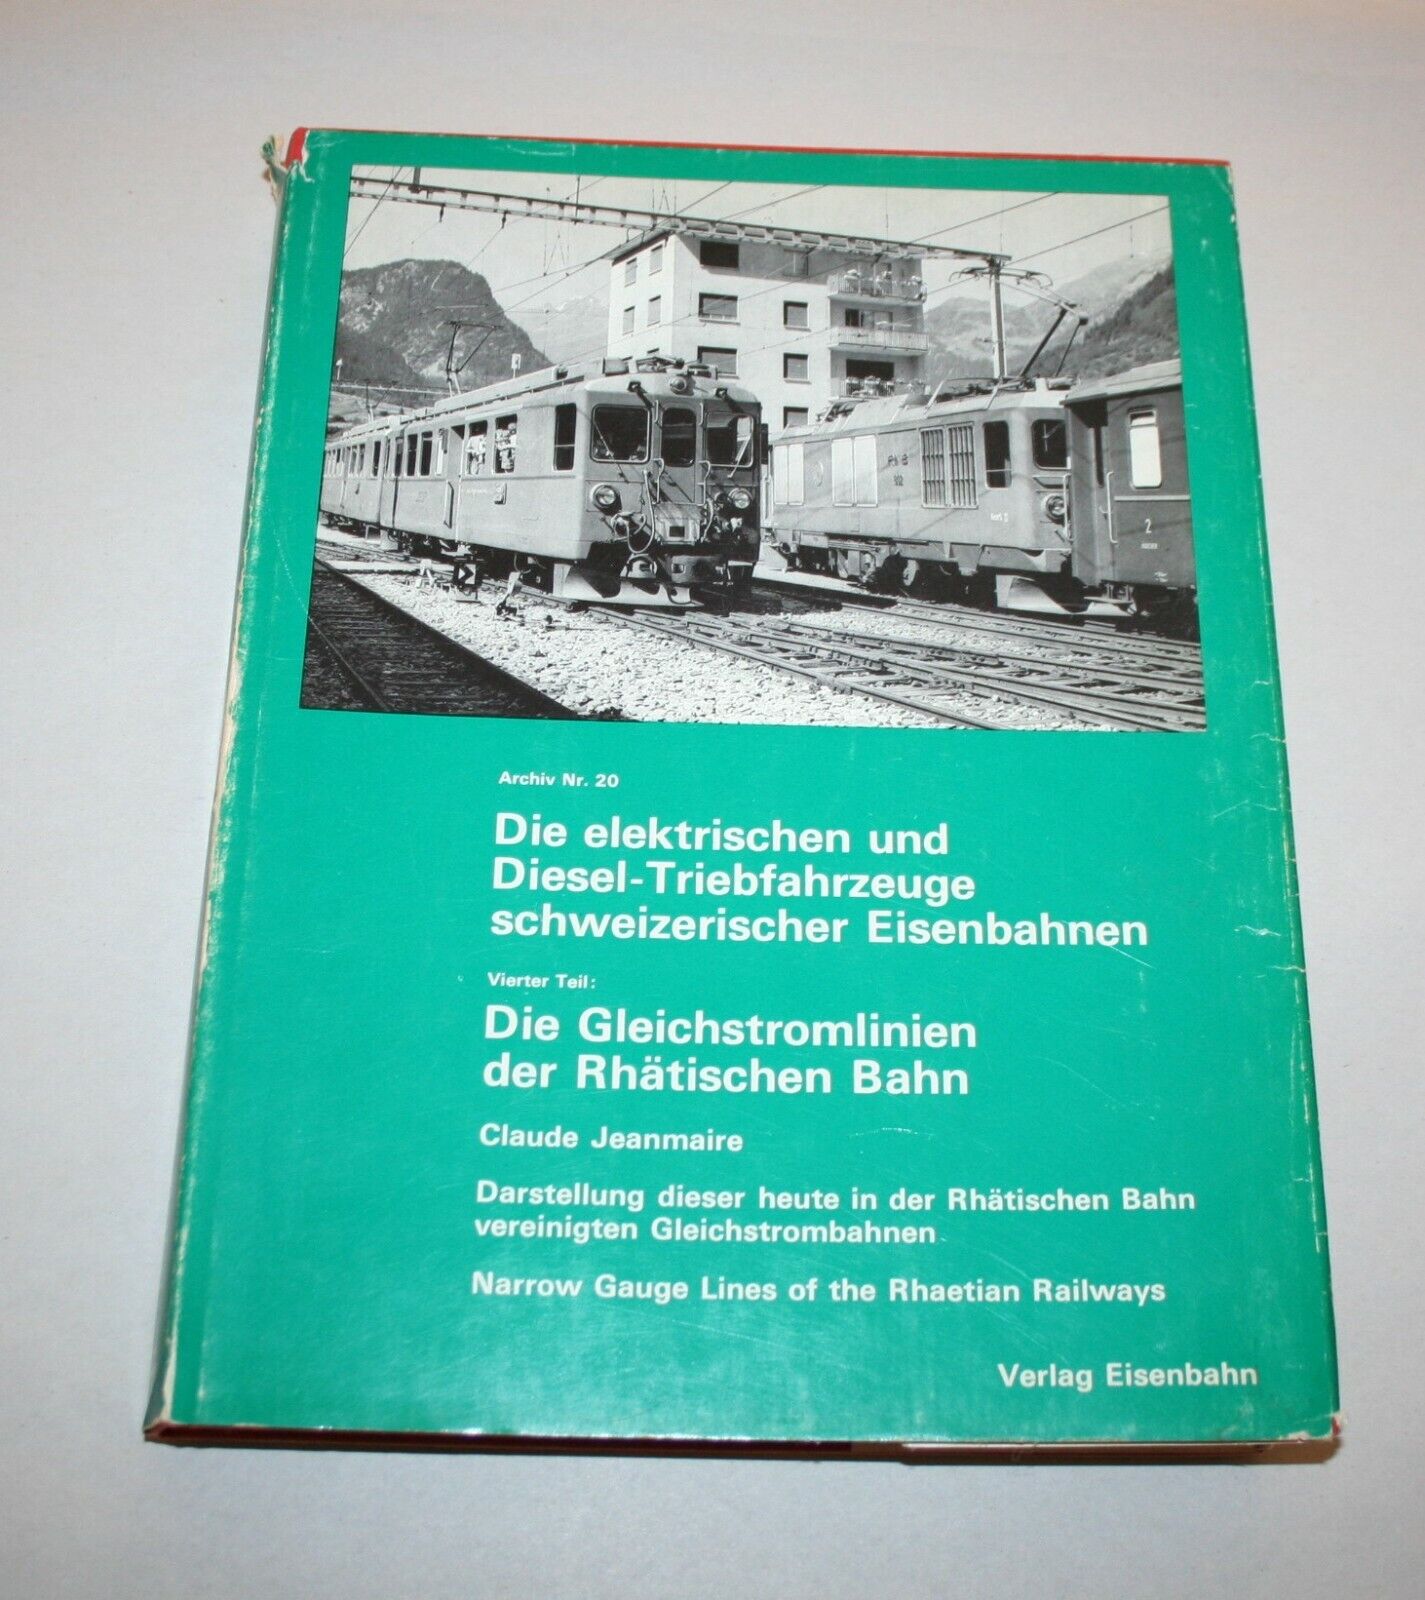 Archiv Nr. 20
Die elektrischen und
Diesel-Triebfahrzeuge
schweizerischer Eisenbahnen
Vierter Teil:
Die Gleichstromlinien
der Rhätischen Bahn
Claude Jeanmaire
Darstellung dieser heute in der Rhätischen Bahn
vereinigten Gleichstrombahnen
Narrow Gauge Lines of the Rhaetian Railways
Verlag Eisenbahn